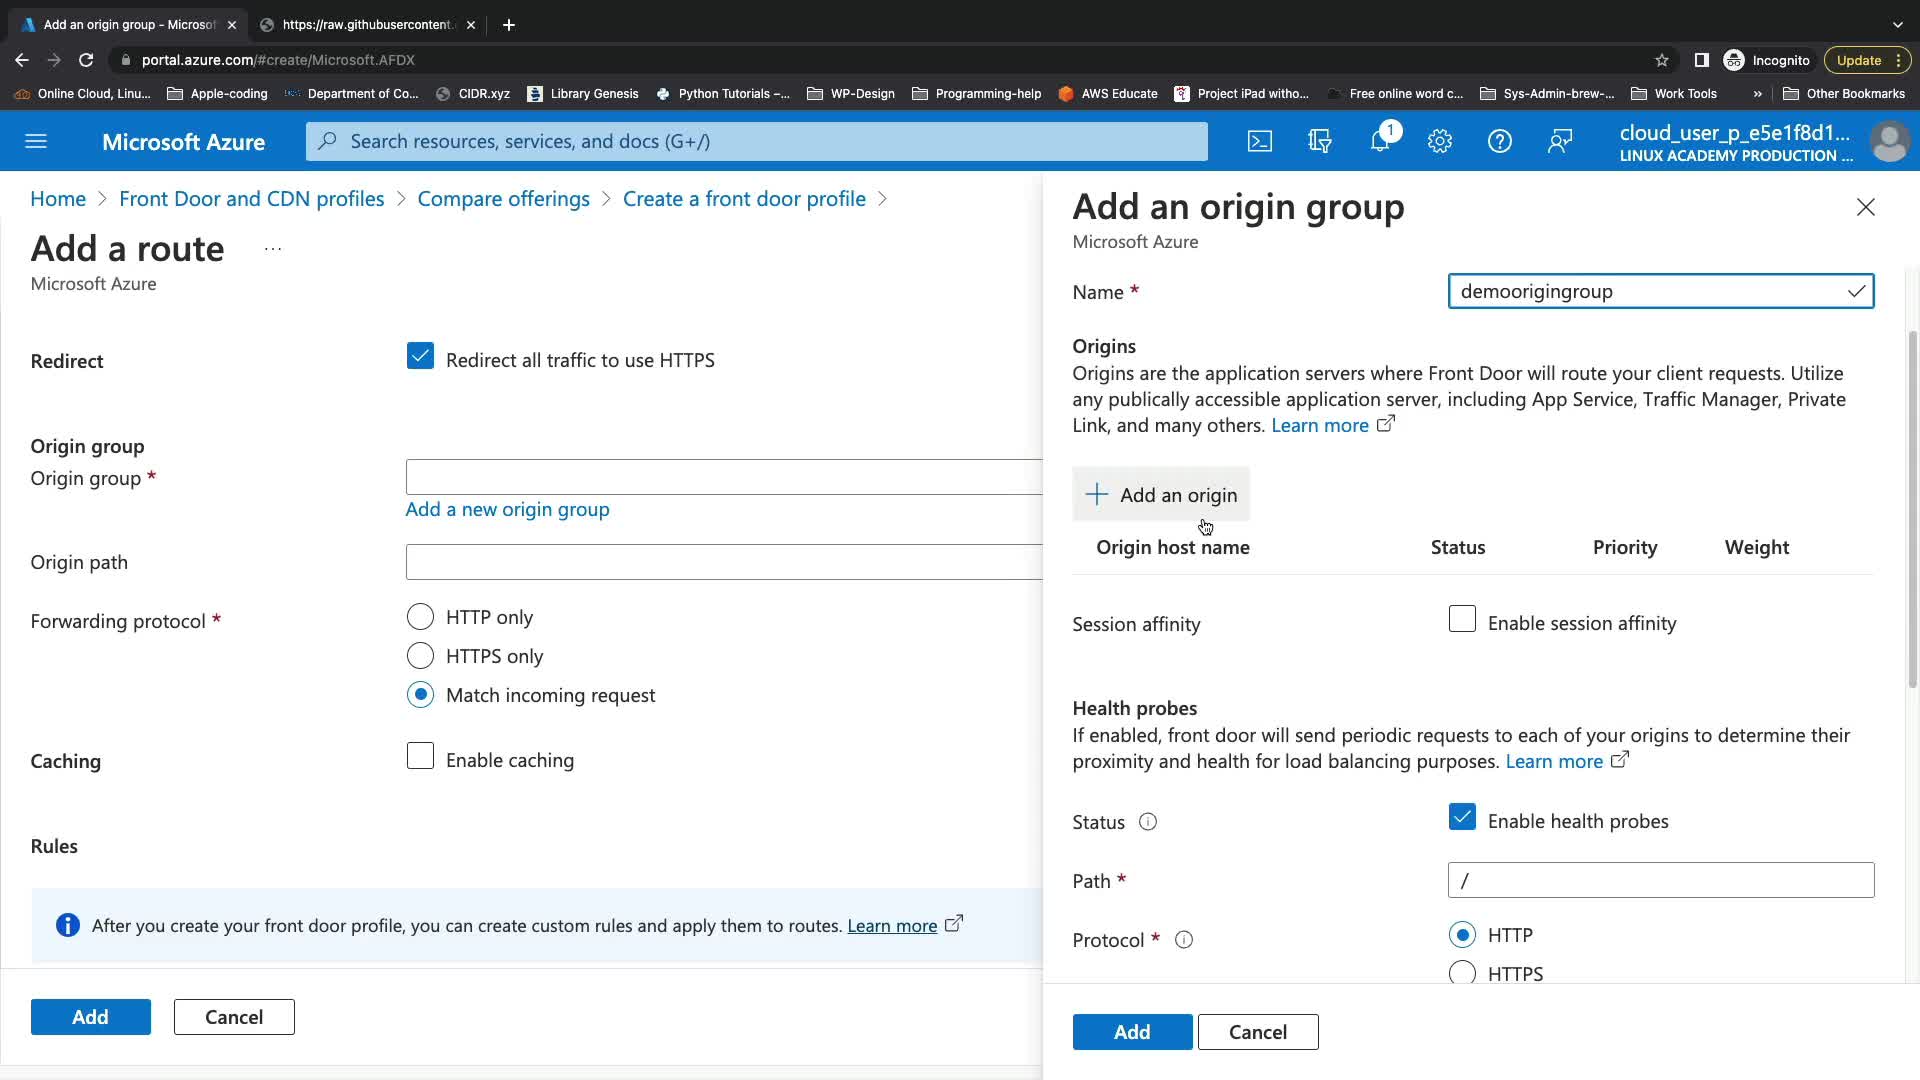 Add an origin group - Microsof
https://raw.githubusercontent.
portal.azure.com/#create/Microsoft.AFDX
Incognito
Update
Online Cloud, Linu...
Apple-coding
Department of Co...
CIDR.xyz
Library Genesis
Python Tutorials –...
WP-Design
Programming-help
AWS Educate
Project iPad witho...
Free online word c...
Sys-Admin-brew-...
Work Tools
»
Other Bookmarks
Microsoft Azure
Search resources, services, and docs (G+/)
1
cloud_user_p_e5e1f8d1...
LINUX ACADEMY PRODUCTION ...
Home > Front Door and CDN profiles > Compare offerings > Create a front door profile >
Add a route ...
Microsoft Azure
Redirect
Redirect all traffic to use HTTPS
Origin group
Origin group *
Add a new origin group
Origin path
Forwarding protocol *
HTTP only
HTTPS only
Match incoming request
Caching
Enable caching
Rules
After you create your front door profile, you can create custom rules and apply them to routes. Learn more
Add
Cancel
Add an origin group
Microsoft Azure
Name *
demoorigingroup
Origins
Origins are the application servers where Front Door will route your client requests. Utilize
any publically accessible application server, including App Service, Traffic Manager, Private
Link, and many others. Learn more
Add an origin
Origin host name Status Priority Weight
Session affinity
Enable session affinity
Health probes
If enabled, front door will send periodic requests to each of your origins to determine their
proximity and health for load balancing purposes. Learn more
Status
Enable health probes
Path *
/
Protocol *
HTTP
HTTPS
Add
Cancel